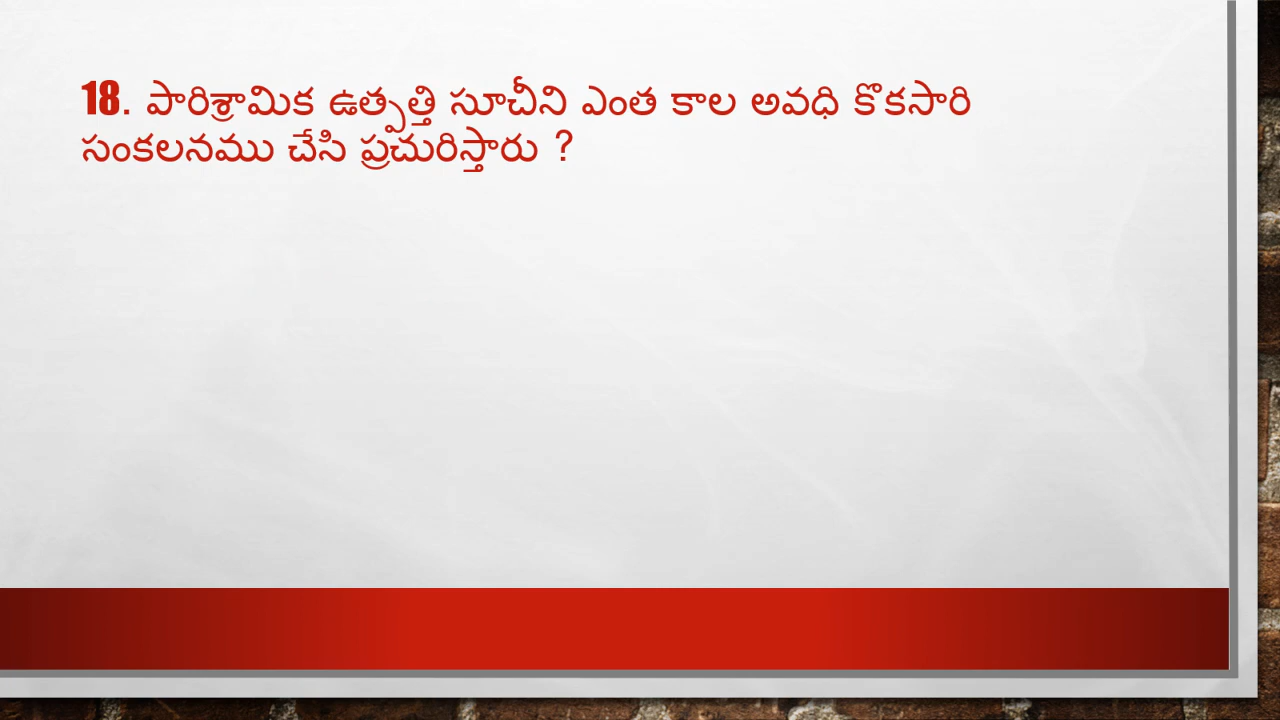 18. పారిశ్రామిక ఉత్పత్తి సూచీని ఎంత కాల అవధి కొకసారి
సంకలనము చేసి ప్రచురిస్తారు ?